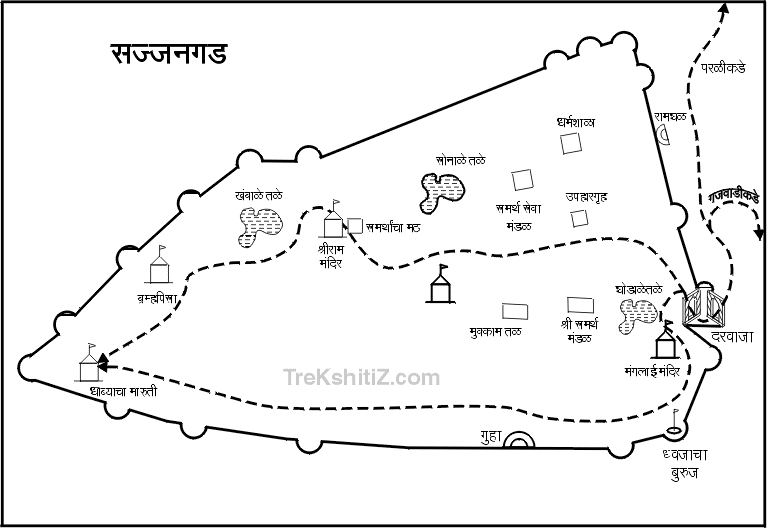 सज्जनगड
परळीकडे
रामघळ
धर्मशाळा
सोनाळे तळे
गजवाडीकडे
खंबाळे तळे
समर्थ सेवा
मंडळ
उपहारगृह
समर्थांचा मठ
श्रीराम
मंदिर
ब्रम्हपिसा
घोडाळेतळे
मुक्काम तळ
श्री समर्थ
मंडळ
दरवाजा
मंगलाई मंदिर
TreKshitiZ.com
धाब्याचा मारुती
गुहा
ध्वजाचा
बुरुज